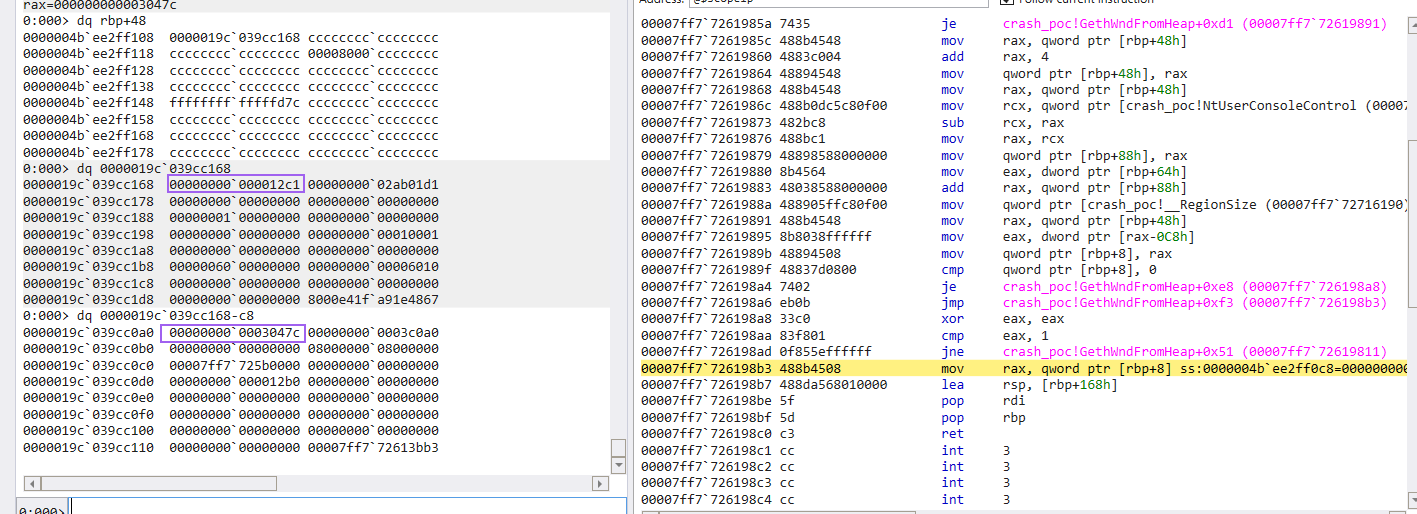 rax=000000000003047c
0:000> dq rbp+48
0000004b`ee2ff108  0000019c`039cc168 cccccccc`cccccccc
0000004b`ee2ff118  cccccccc`cccccccc 00008000`cccccccc
0000004b`ee2ff128  cccccccc`cccccccc cccccccc`cccccccc
0000004b`ee2ff138  cccccccc`cccccccc cccccccc`cccccccc
0000004b`ee2ff148  ffffffff`fffffd7c cccccccc`cccccccc
0000004b`ee2ff158  cccccccc`cccccccc cccccccc`cccccccc
0000004b`ee2ff168  cccccccc`cccccccc cccccccc`cccccccc
0000004b`ee2ff178  cccccccc`cccccccc cccccccc`cccccccc
0:000> dq 0000019c`039cc168
0000019c`039cc168  00000000`000012c1 00000000`02ab01d1
0000019c`039cc178  00000000`00000000 00000000`00000000
0000019c`039cc188  00000001`00000000 00000000`00000000
0000019c`039cc198  00000000`00000000 00000000`00010001
0000019c`039cc1a8  00000000`00000000 00000000`00000000
0000019c`039cc1b8  00000060`00000000 00000000`00006010
0000019c`039cc1c8  00000000`00000000 00000000`00000000
0000019c`039cc1d8  00000000`00000000 8000e41f`a91e4867
0:000> dq 0000019c`039cc168-c8
0000019c`039cc0a0  00000000`0003047c 00000000`0003c0a0
0000019c`039cc0b0  00000000`00000000 08000000`08000000
0000019c`039cc0c0  00007ff7`725b0000 00000000`00000000
0000019c`039cc0d0  00000000`000012b0 00000000`00000000
0000019c`039cc0e0  00000000`00000000 00000000`00000000
0000019c`039cc0f0  00000000`00000000 00000000`00000000
0000019c`039cc100  00000000`00000000 00000000`00000000
0000019c`039cc110  00000000`00000000 00007ff7`72613bb3
0:000>
00007ff7`7261985a 7435 je crash_poc!GethWndFromHeap+0xd1 (00007ff7`72619891)
00007ff7`7261985c 488b4548 mov rax, qword ptr [rbp+48h]
00007ff7`72619860 4883c004 add rax, 4
00007ff7`72619864 48894548 mov qword ptr [rbp+48h], rax
00007ff7`72619868 488b4548 mov rax, qword ptr [rbp+48h]
00007ff7`7261986c 488b0dc5c80f00 mov rcx, qword ptr [crash_poc!NtUserConsoleControl (00007
00007ff7`72619873 482bc8 sub rcx, rax
00007ff7`72619876 488bc1 mov rax, rcx
00007ff7`72619879 48898588000000 mov qword ptr [rbp+88h], rax
00007ff7`72619880 8b4564 mov eax, dword ptr [rbp+64h]
00007ff7`72619883 48038588000000 add rax, qword ptr [rbp+88h]
00007ff7`7261988a 488905ffc80f00 mov qword ptr [crash_poc!__RegionSize (00007ff7`72716190)
00007ff7`72619891 488b4548 mov rax, qword ptr [rbp+48h]
00007ff7`72619895 8b8038ffffff mov eax, dword ptr [rax-0C8h]
00007ff7`7261989b 48894508 mov qword ptr [rbp+8], rax
00007ff7`7261989f 48837d0800 cmp qword ptr [rbp+8], 0
00007ff7`726198a4 7402 je crash_poc!GethWndFromHeap+0xe8 (00007ff7`726198a8)
00007ff7`726198a6 eb0b jmp crash_poc!GethWndFromHeap+0xf3 (00007ff7`726198b3)
00007ff7`726198a8 33c0 xor eax, eax
00007ff7`726198aa 83f801 cmp eax, 1
00007ff7`726198ad 0f855effffff jne crash_poc!GethWndFromHeap+0x51 (00007ff7`72619811)
00007ff7`726198b3 488b4508 mov rax, qword ptr [rbp+8] ss:0000004b`ee2ff0c8=000000000
00007ff7`726198b7 488da568010000 lea rsp, [rbp+168h]
00007ff7`726198be 5f pop rdi
00007ff7`726198bf 5d pop rbp
00007ff7`726198c0 c3 ret
00007ff7`726198c1 cc int 3
00007ff7`726198c2 cc int 3
00007ff7`726198c3 cc int 3
00007ff7`726198c4 cc int 3